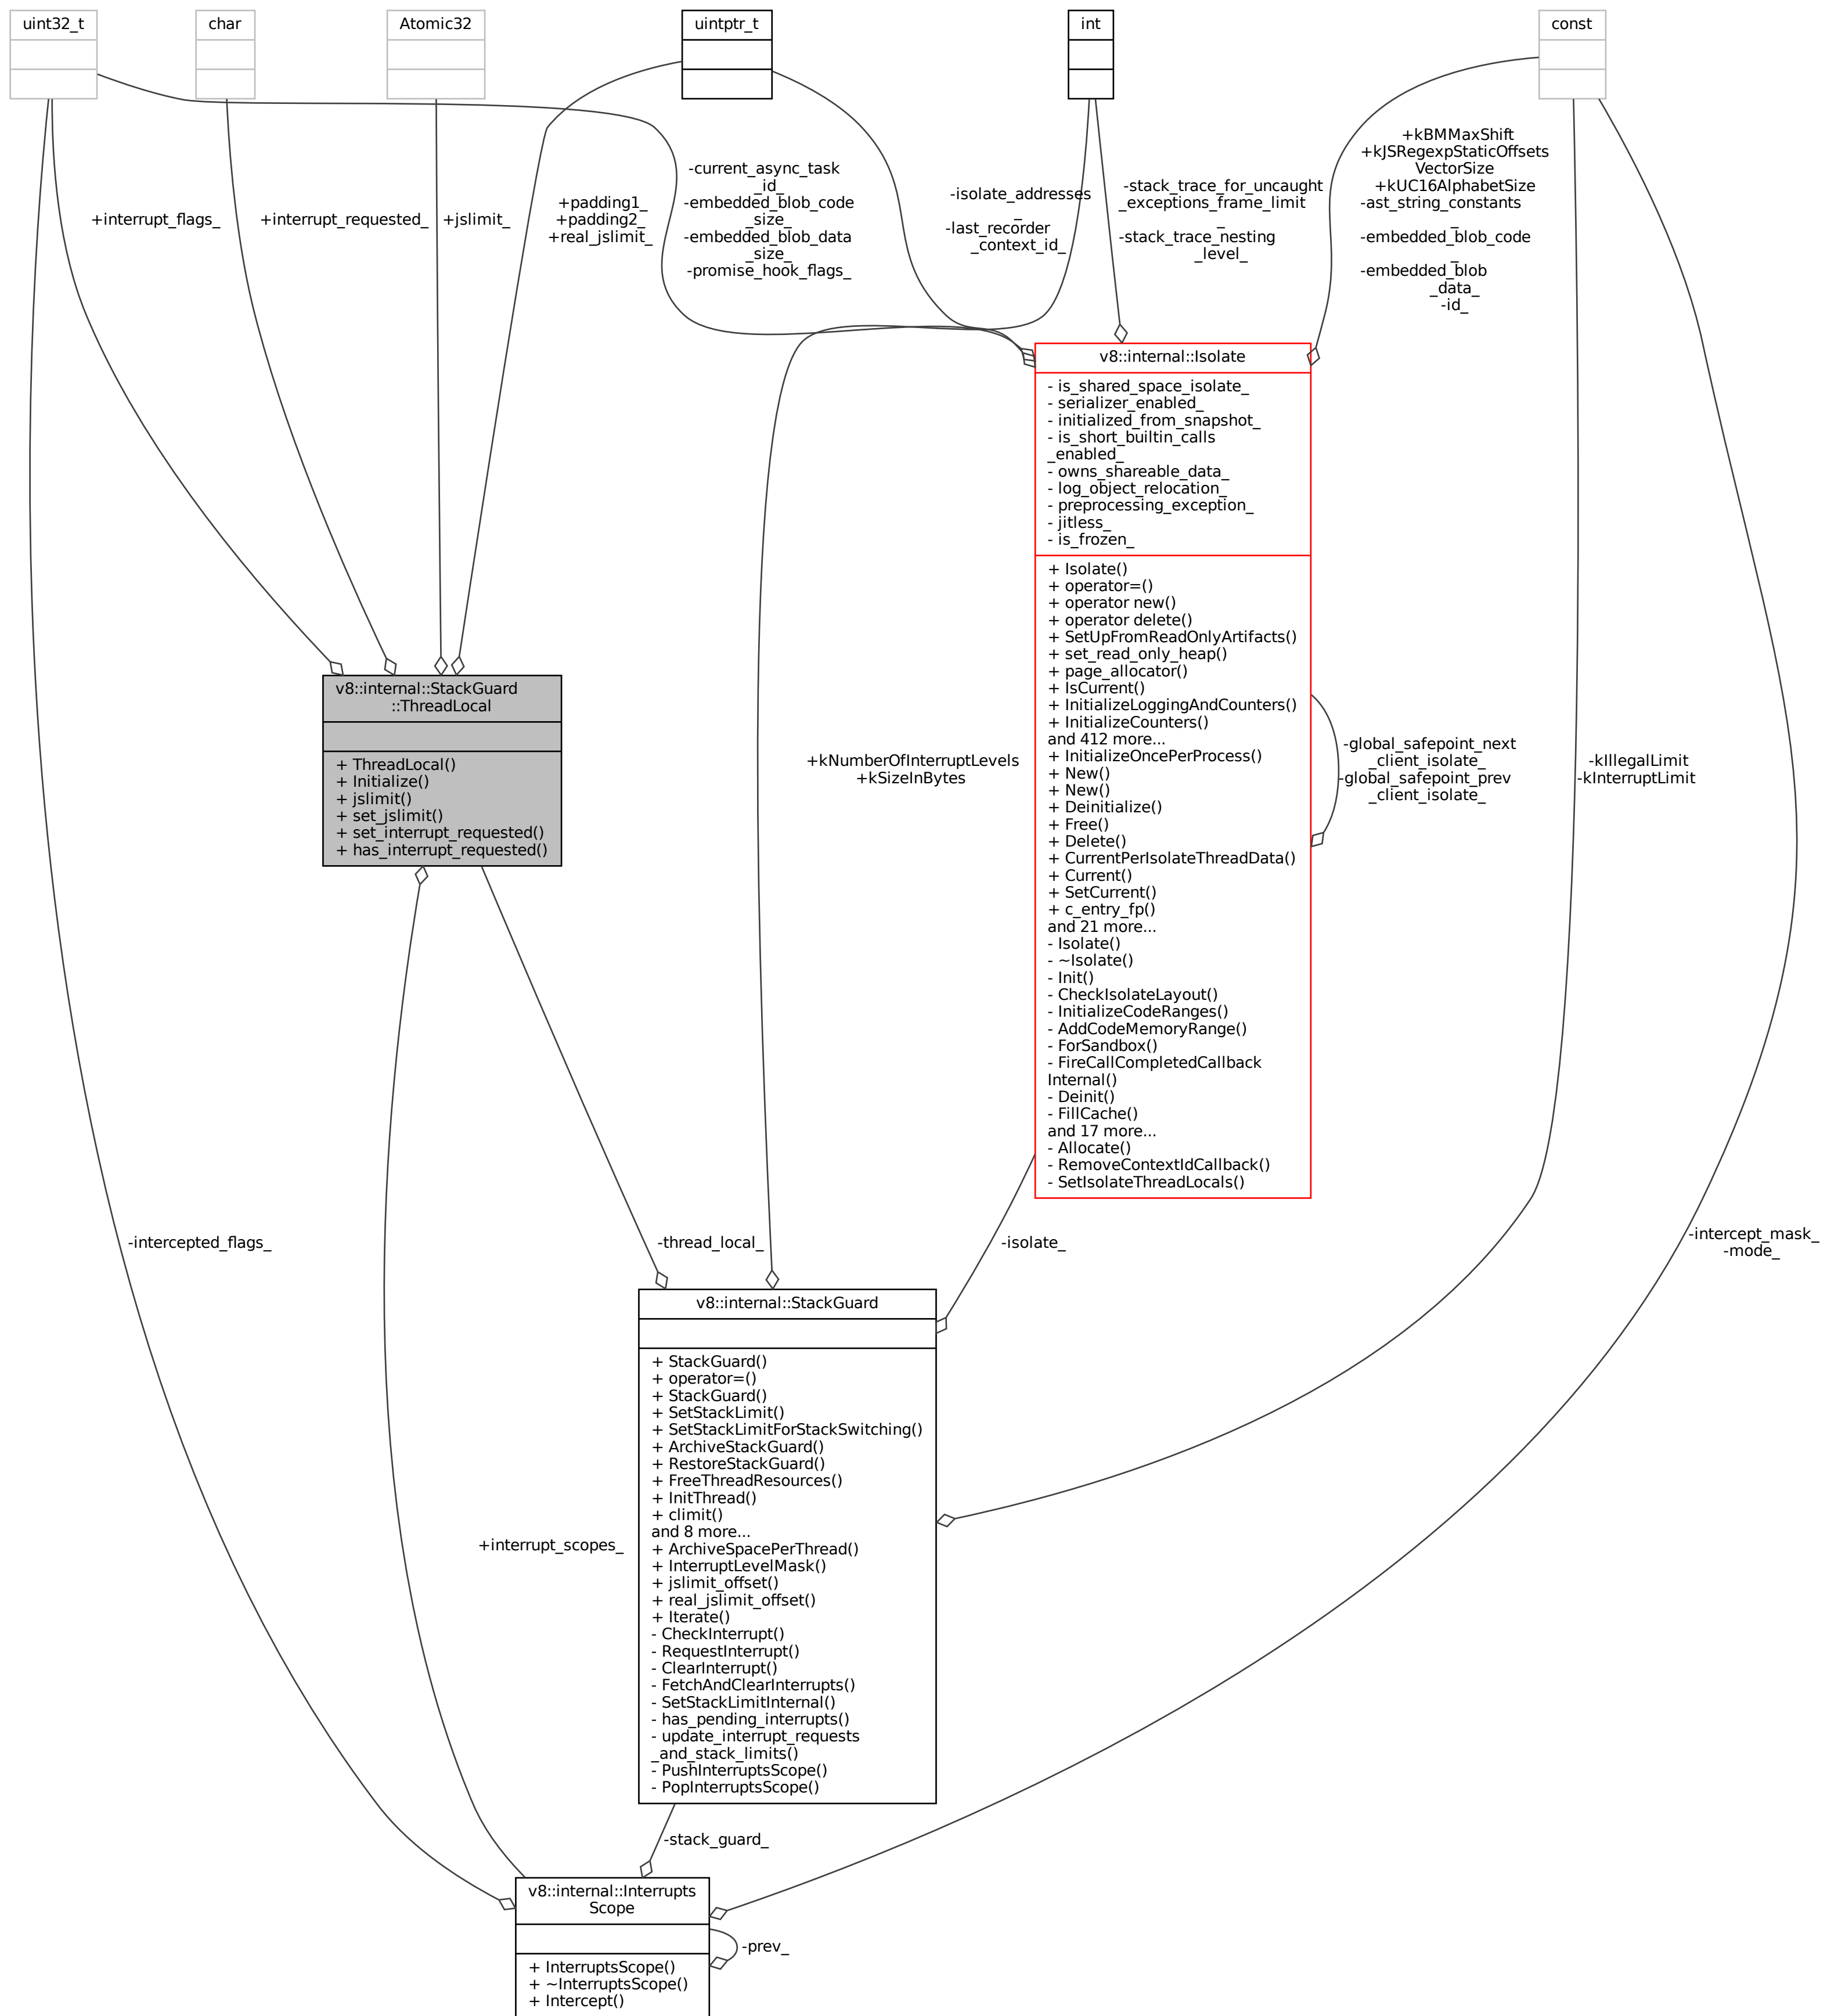 uint32_t
char
Atomic32
uintptr_t
int
const
+kBMMaxShift
+kJSRegexpStaticOffsets
VectorSize
+kUC16AlphabetSize
-ast_string_constants
_
-embedded_blob_code
_
-embedded_blob
_data_
-id_
+interrupt_flags_
+interrupt_requested_
+jslimit_
+padding1_
+padding2_
+real_jslimit_
-current_async_task
_id_
-embedded_blob_code
_size_
-embedded_blob_data
_size_
-promise_hook_flags_
-isolate_addresses
_
-last_recorder
_context_id_
-stack_trace_for_uncaught
_exceptions_frame_limit
_
-stack_trace_nesting
_level_
v8::internal::Isolate
- is_shared_space_isolate_
- serializer_enabled_
- initialized_from_snapshot_
- is_short_builtin_calls
_enabled_
- owns_shareable_data_
- log_object_relocation_
- preprocessing_exception_
- jitless_
- is_frozen_
+ Isolate()
+ operator=()
+ operator new()
+ operator delete()
+ SetUpFromReadOnlyArtifacts()
+ set_read_only_heap()
+ page_allocator()
+ IsCurrent()
+ InitializeLoggingAndCounters()
+ InitializeCounters()
and 412 more...
+ InitializeOncePerProcess()
+ New()
+ New()
+ Deinitialize()
+ Free()
+ Delete()
+ CurrentPerIsolateThreadData()
+ Current()
+ SetCurrent()
+ c_entry_fp()
and 21 more...
- Isolate()
- ~Isolate()
- Init()
- CheckIsolateLayout()
- InitializeCodeRanges()
- AddCodeMemoryRange()
- ForSandbox()
- FireCallCompletedCallback
Internal()
- Deinit()
- FillCache()
and 17 more...
- Allocate()
- RemoveContextIdCallback()
- SetIsolateThreadLocals()
v8::internal::StackGuard
::ThreadLocal
+ ThreadLocal()
+ Initialize()
+ jslimit()
+ set_jslimit()
+ set_interrupt_requested()
+ has_interrupt_requested()
+kNumberOfInterruptLevels
+kSizeInBytes
-global_safepoint_next
_client_isolate_
-global_safepoint_prev
_client_isolate_
-kIllegalLimit
-kInterruptLimit
-intercepted_flags_
-thread_local_
-isolate_
-intercept_mask_
-mode_
v8::internal::StackGuard
+ StackGuard()
+ operator=()
+ StackGuard()
+ SetStackLimit()
+ SetStackLimitForStackSwitching()
+ ArchiveStackGuard()
+ RestoreStackGuard()
+ FreeThreadResources()
+ InitThread()
+ climit()
and 8 more...
+ ArchiveSpacePerThread()
+ InterruptLevelMask()
+ jslimit_offset()
+ real_jslimit_offset()
+ Iterate()
- CheckInterrupt()
- RequestInterrupt()
- ClearInterrupt()
- FetchAndClearInterrupts()
- SetStackLimitInternal()
- has_pending_interrupts()
- update_interrupt_requests
_and_stack_limits()
- PushInterruptsScope()
- PopInterruptsScope()
+interrupt_scopes_
-stack_guard_
v8::internal::Interrupts
Scope
+ InterruptsScope()
+ ~InterruptsScope()
+ Intercept()
-prev_